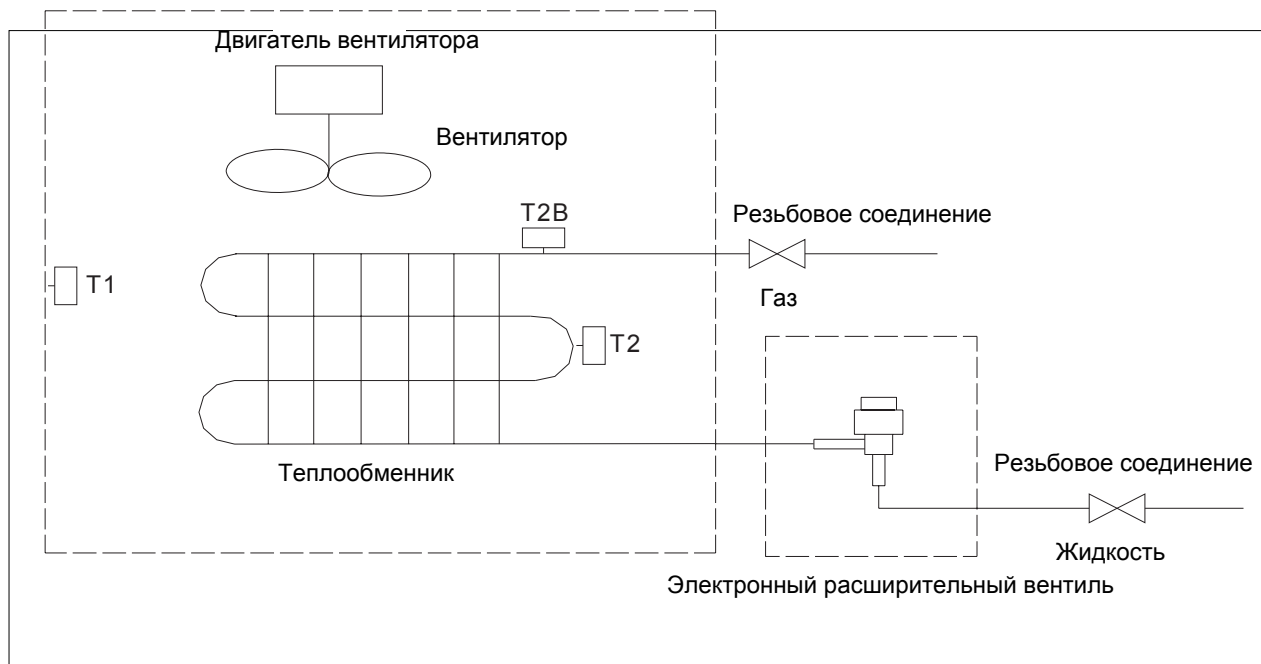 Двигатель вентилятора
Вентилятор
T2B
Резьбовое соединение
T1
Газ
T2
Теплообменник
Резьбовое соединение
Жидкость
Электронный расширительный вентиль